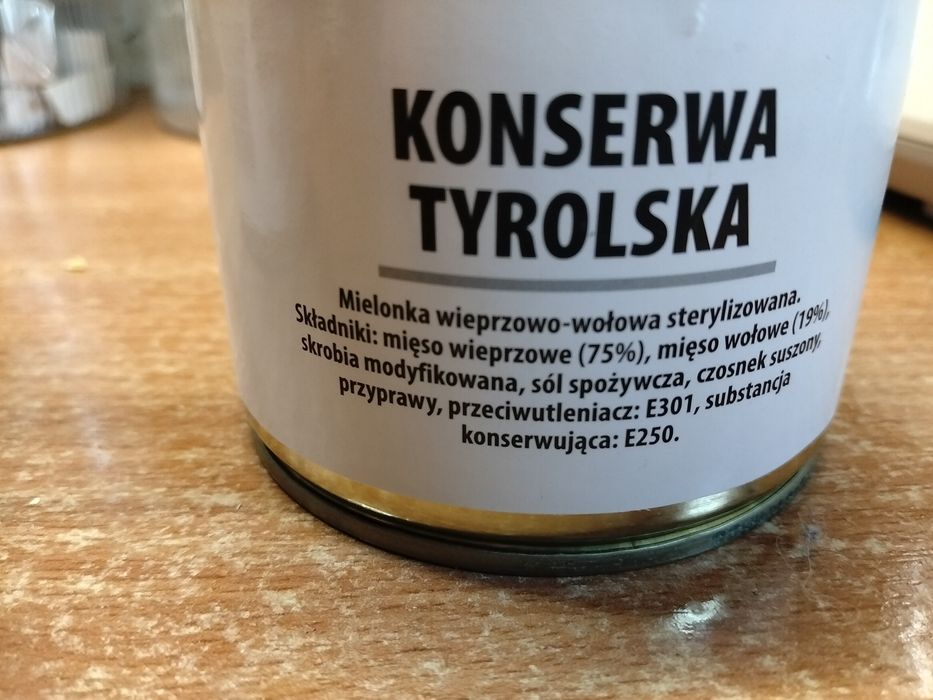 KONSERWA
TYROLSKA
Mielonka wieprzowo-wołowa sterylizowana.
Składniki: mięso wieprzowe (75%), mięso wołowe (19%),
skrobia modyfikowana, sól spożywcza, czosnek suszony,
przyprawy, przeciwutleniacz: E301, substancja
konserwująca: E250.